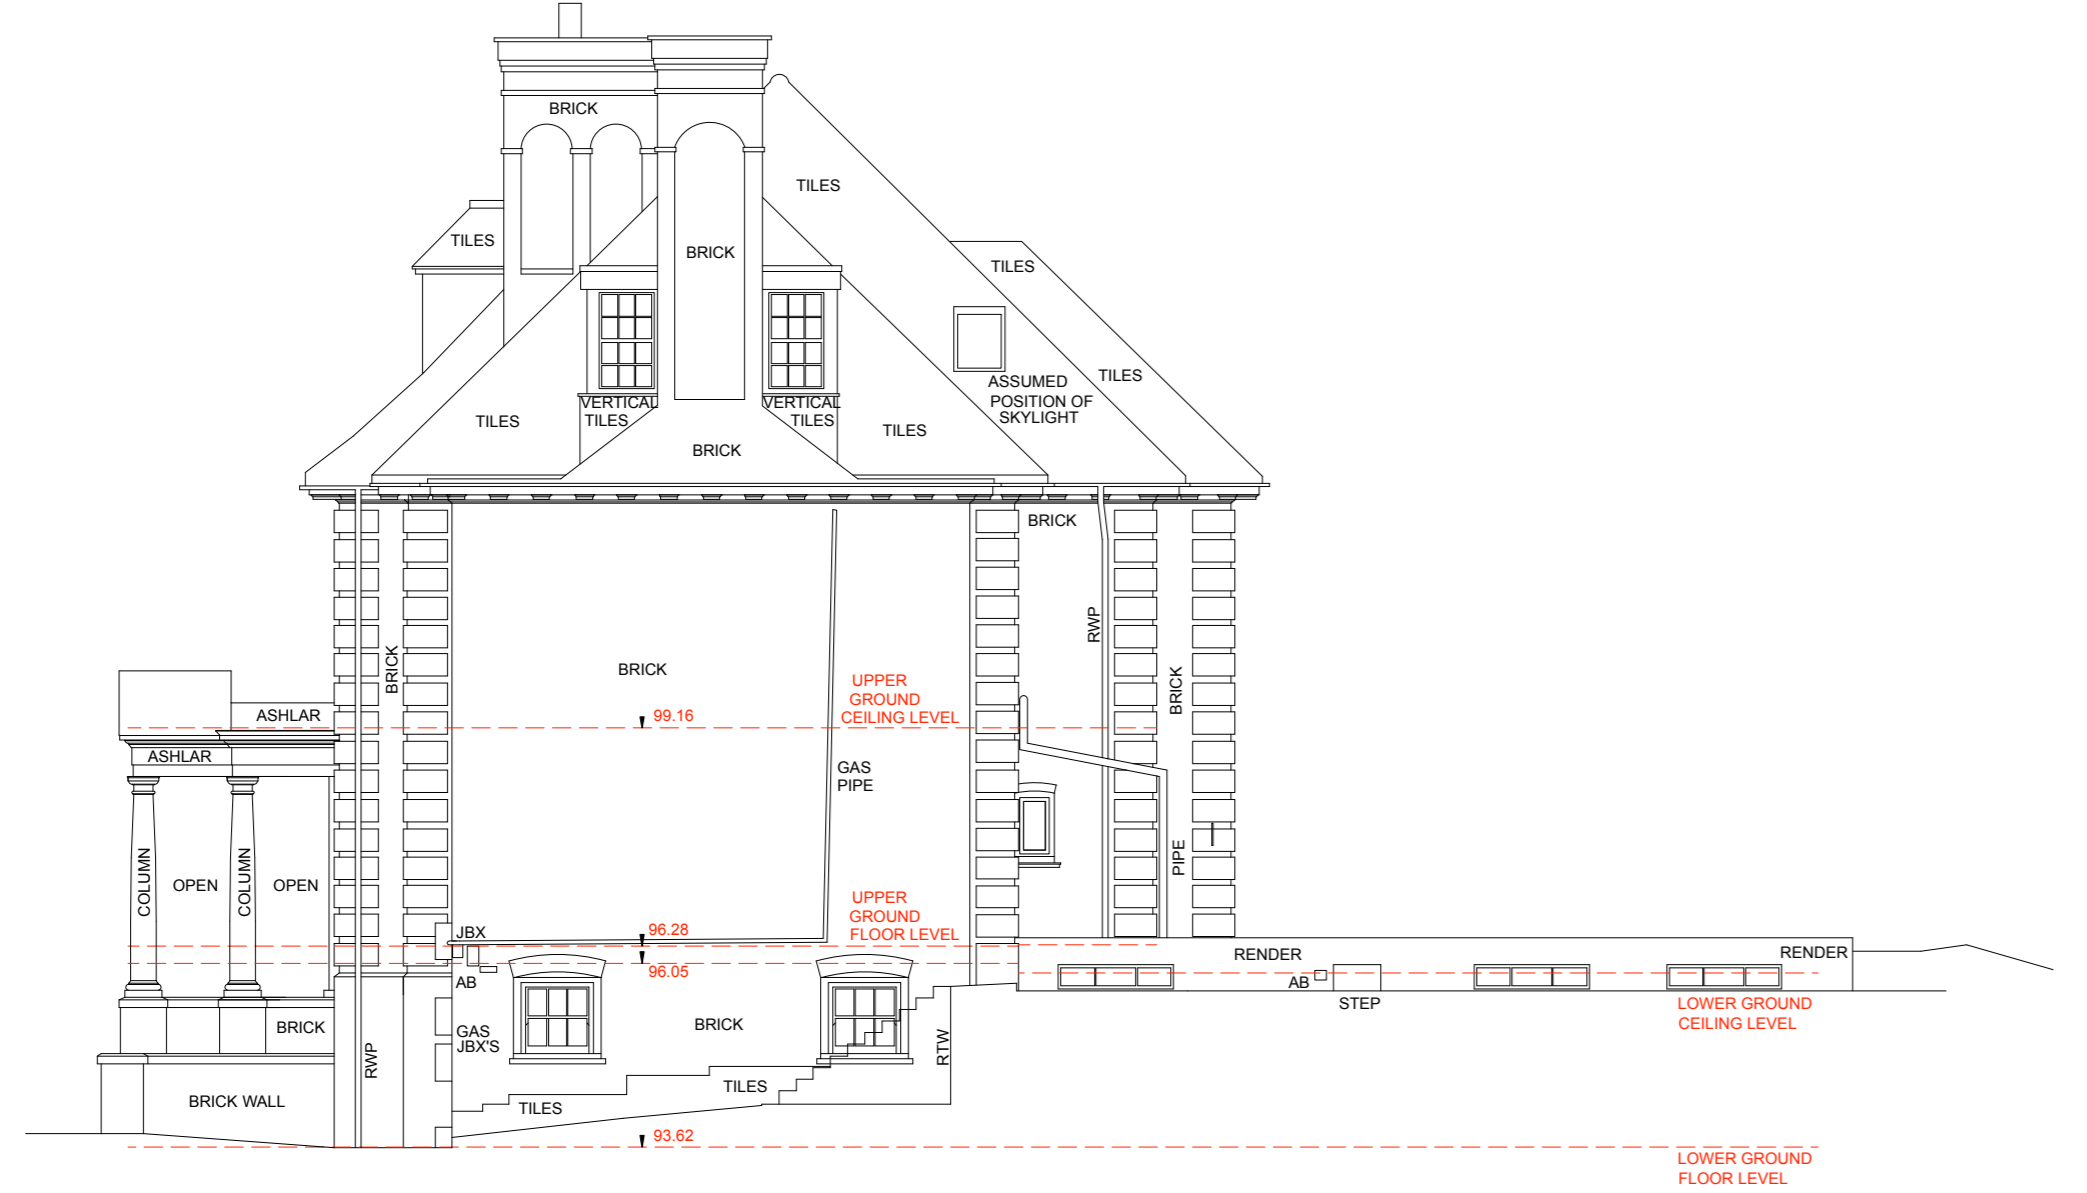 BRICK
TILES
TILES
BRICK
TILES
TILES
ASSUMED
POSITION OF
SKYLIGHT
VERTICAL
TILES
VERTICAL
TILES
TILES
TILES
BRICK
BRICK
RWP
BRICK
BRICK
BRICK
UPPER
GROUND
CEILING LEVEL
99.16
ASHLAR
ASHLAR
GAS
PIPE
COLUMN
OPEN
COLUMN
OPEN
PIPE
UPPER
GROUND
FLOOR LEVEL
JBX
96.28
96.05
RENDER
RENDER
AB
AB
STEP
LOWER GROUND
CEILING LEVEL
BRICK
GAS
JBX'S
BRICK
RWP
RTW
TILES
TILES
BRICK WALL
93.62
LOWER GROUND
FLOOR LEVEL